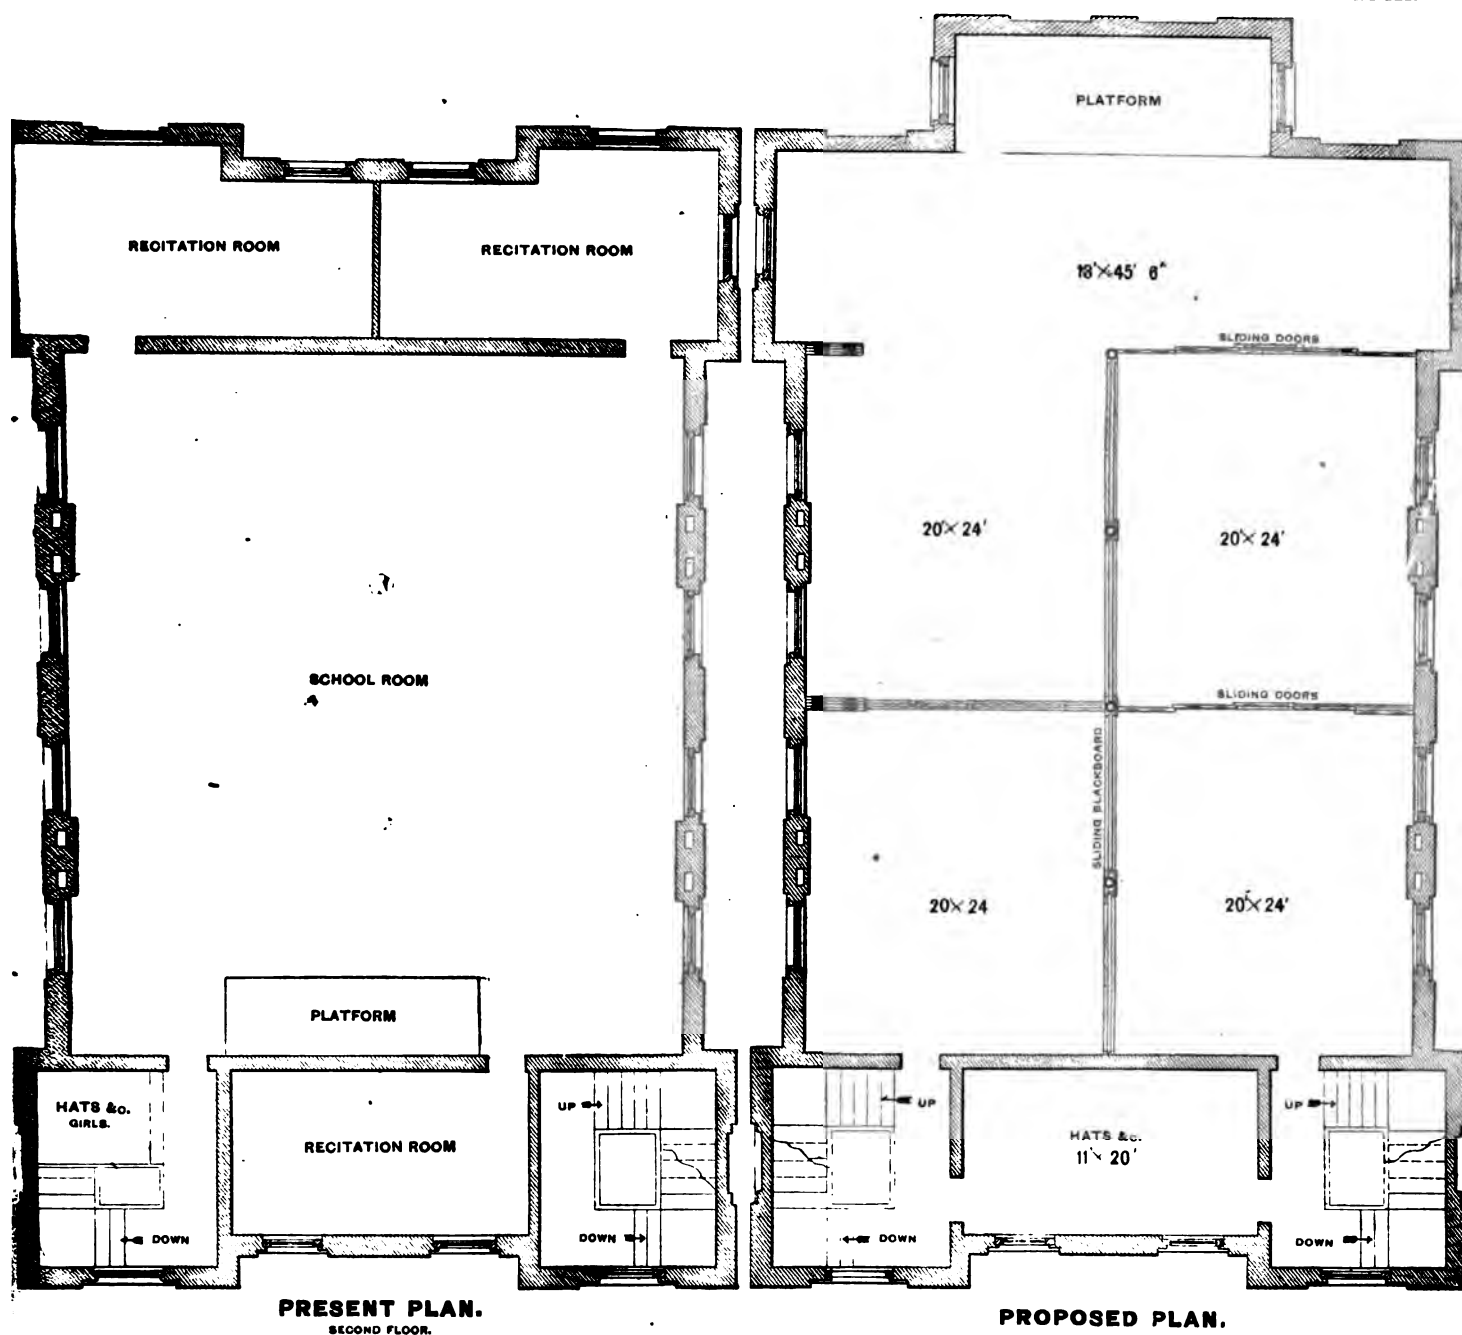 RECITATION ROOM
RECITATION ROOM
SCHOOL ROOM
PLATFORM
HATS &c.
GIRLS.
RECITATION ROOM
UP
DOWN
DOWN
PRESENT PLAN.
SECOND FLOOR.
PLATFORM
18'×45' 6"
SLIDING DOORS
20'×24'
20'×24'
SLIDING DOORS
SLIDING BLACKBOARD
20×24
20'×24'
UP
HATS &c.
11'×20'
UP
DOWN
DOWN
PROPOSED PLAN.